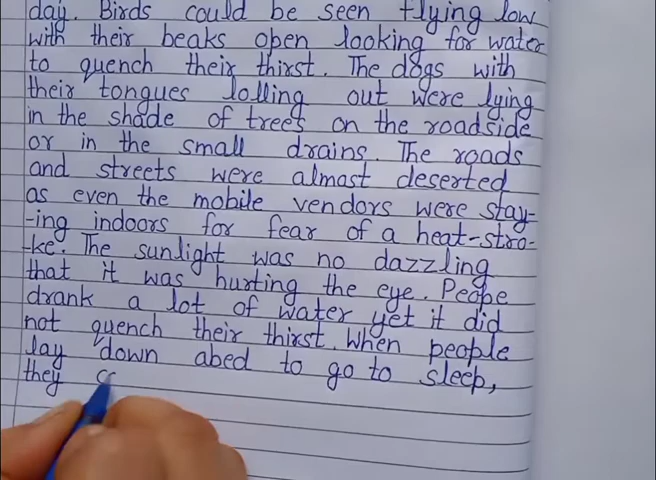 day. Birds could be seen flying low
with their beaks open looking for water
to quench their thirst. The dogs with
their tongues lolling out were lying
in the shade of trees on the roadside
or in the small drains. The roads
and streets were almast deserted
as even the mobile vendors were stay-
-ing indoors for fear of a heat-stro-
-ke. The sunlight was no dazzling
that it was hurting the eye. Peope
drank a lot of water yet it did
not quench their thirst. When people
lay down abed to go to sleep,
they